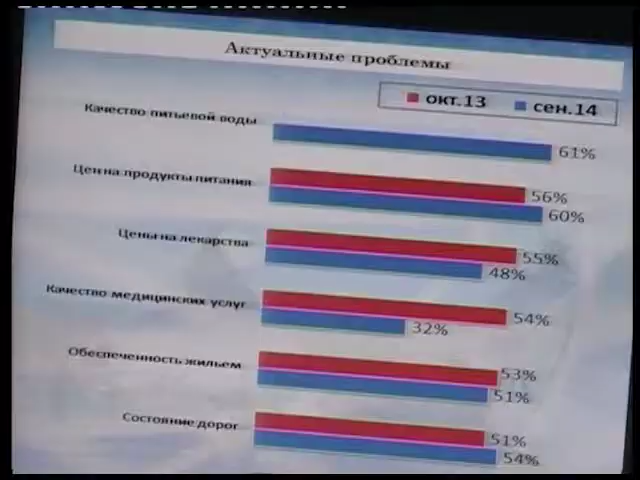 Актуальные проблемы
окт.13 сен.14
Качество питьевой воды
61%
Цен на продукты питания
56%
60%
Цены на лекарства
55%
48%
Качество медицинских услуг
54%
32%
Обеспеченность жильем
53%
51%
Состояние дорог
51%
54%